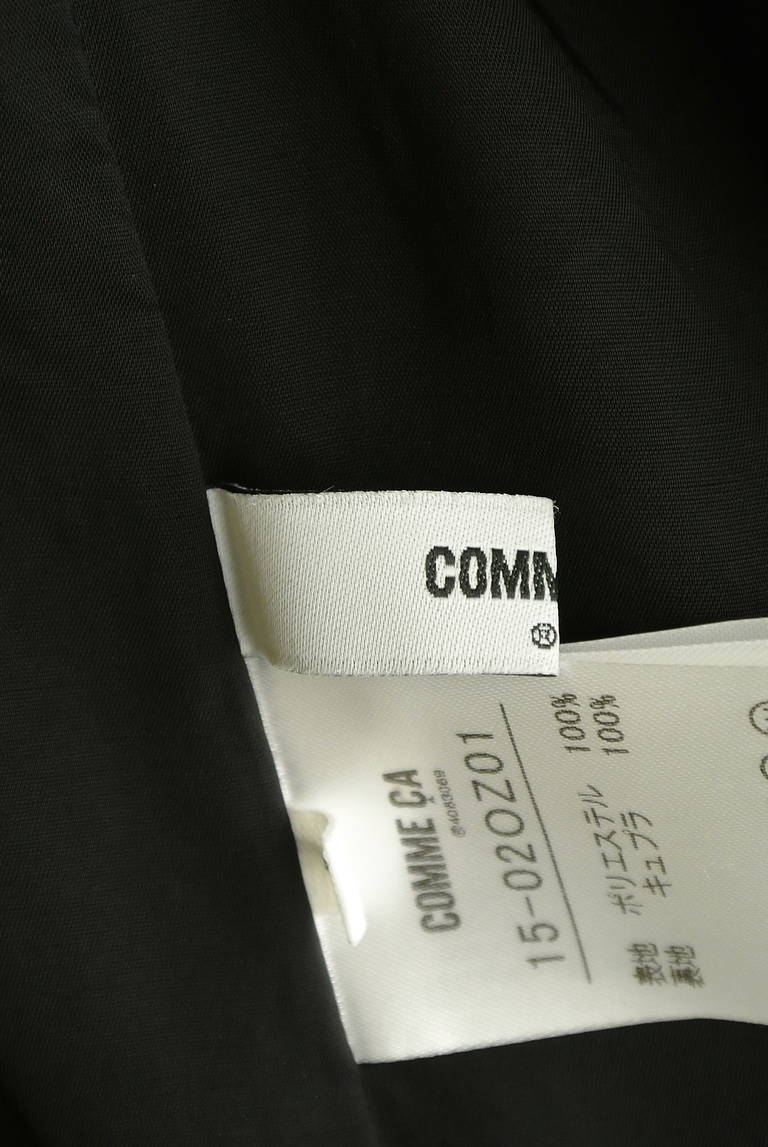 COMM
®
COMME ÇA
®4083069
15-02OZ01
表地 ポリエステル 100%
裏地 キュプラ 100%